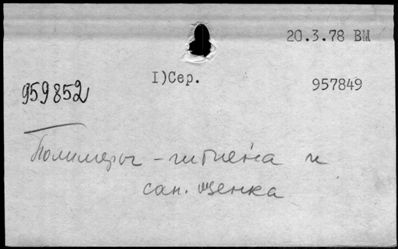 20.3.78 ВМ
I)Сер.
957849
959852
Полимеры - гигиена и
сан. оценка